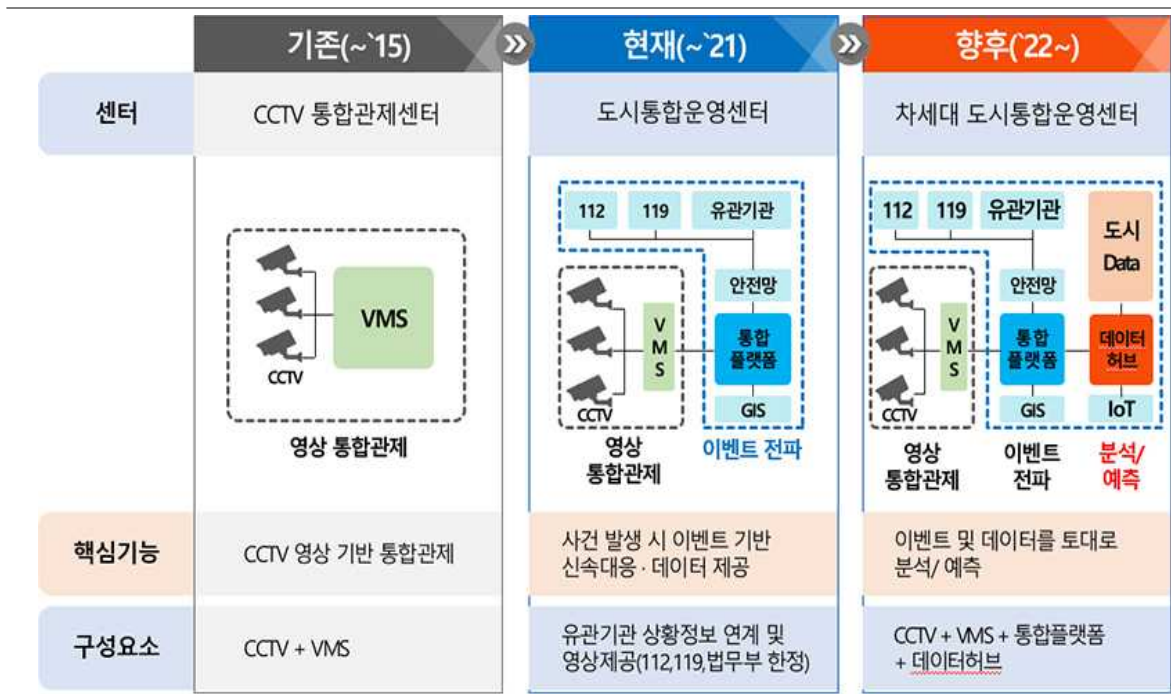 기존(~`15)
현재(~`21)
향후(`22~)
센터
CCTV 통합관제센터
도시통합운영센터
차세대 도시통합운영센터
CCTV
VMS
영상 통합관제
112
119
유관기관
안전망
V
M
S
통합
플랫폼
CCTV
GIS
영상
통합관제
이벤트 전파
112
119
유관기관
도시
Data
안전망
V
M
S
통합
플랫폼
데이터
허브
CCTV
GIS
IoT
영상
통합관제
이벤트
전파
분석/
예측
핵심기능
CCTV 영상 기반 통합관제
사건 발생 시 이벤트 기반
신속대응·데이터 제공
이벤트 및 데이터를 토대로
분석/ 예측
구성요소
CCTV + VMS
유관기관 상황정보 연계 및
영상제공(112,119,법무부 한정)
CCTV + VMS + 통합플랫폼
+ 데이터허브